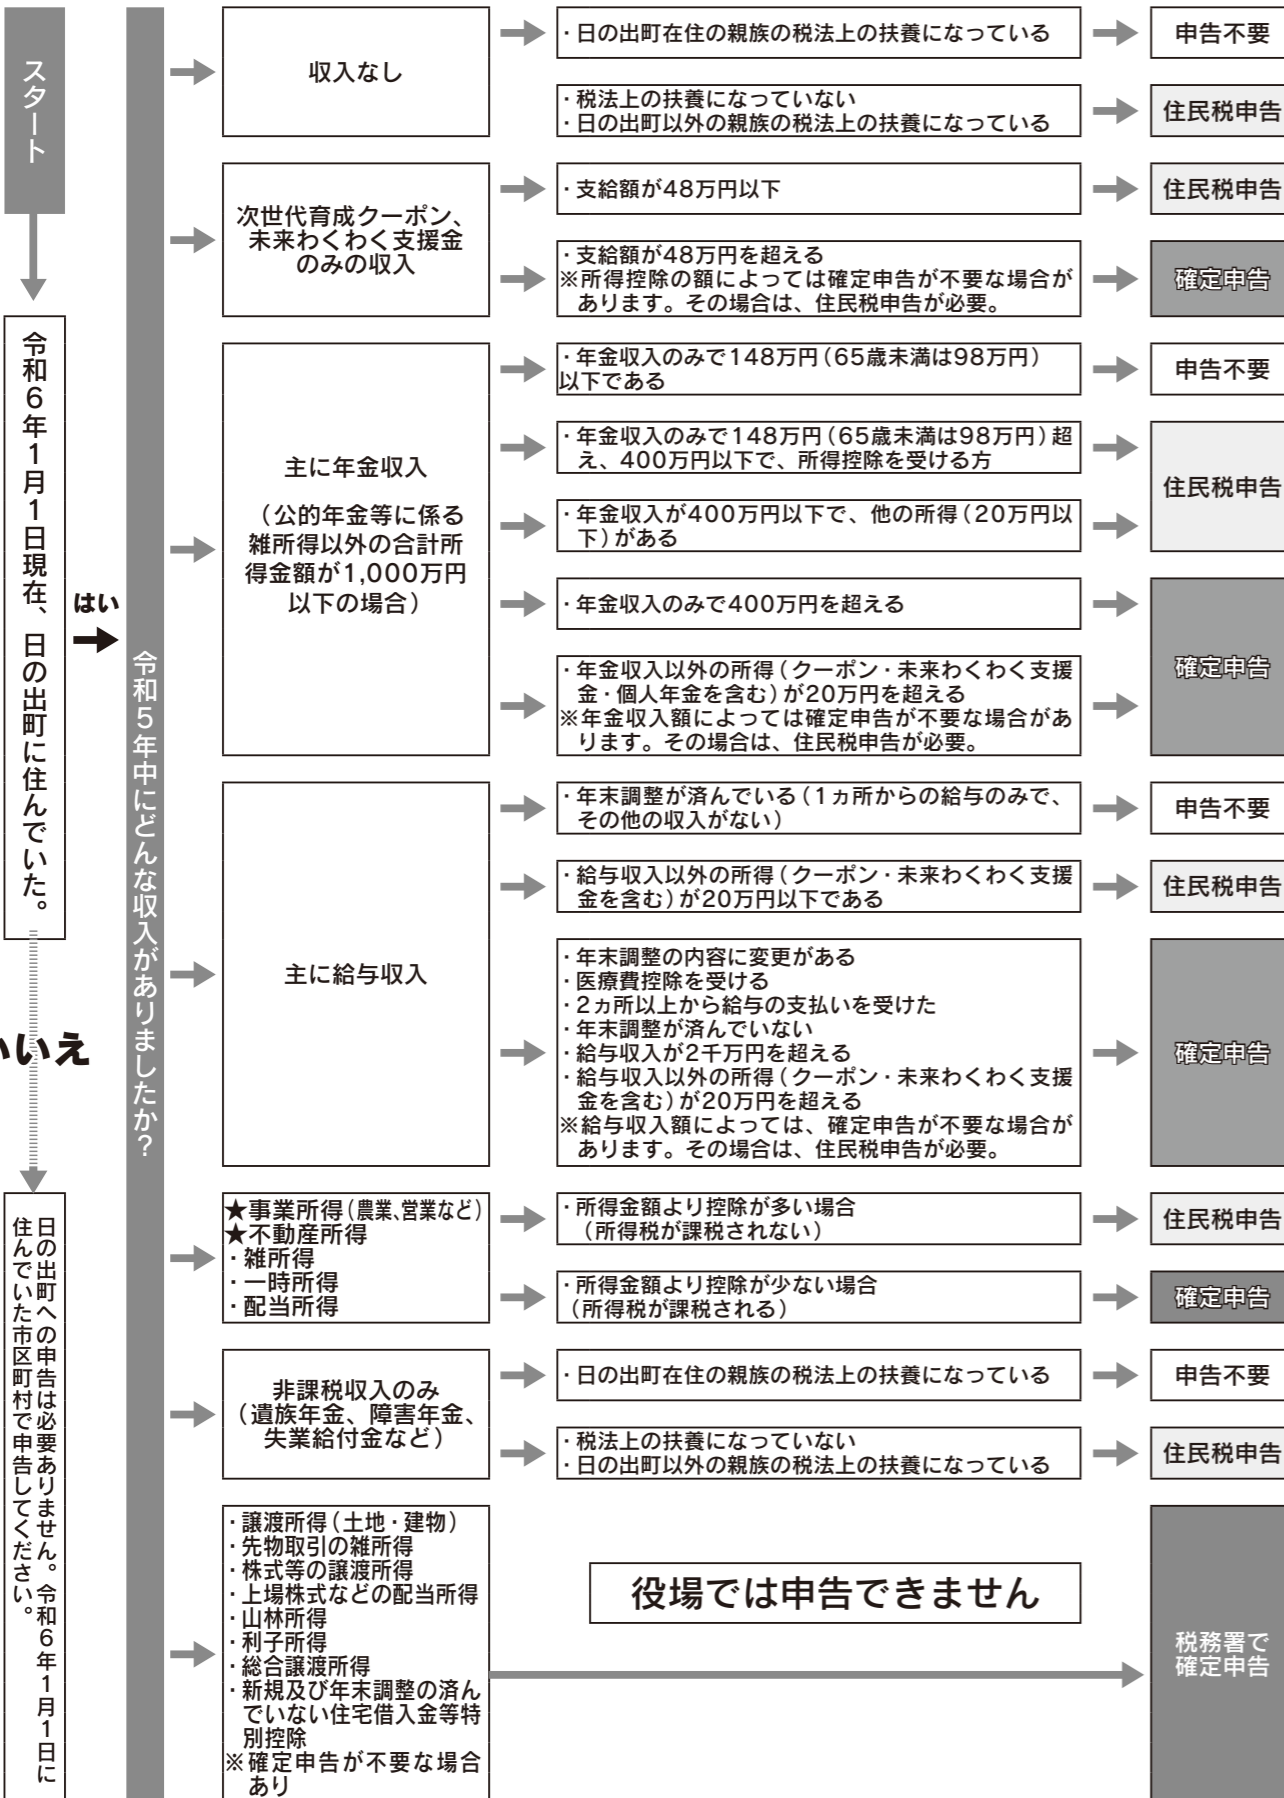 スタート
令和6年1月1日現在、日の出町に住んでいた。
はい
いいえ
日の出町への申告は必要ありません。令和6年1月1日に
住んでいた市区町村で申告してください。
令和5年中にどんな収入がありましたか？
収入なし
・日の出町在住の親族の税法上の扶養になっている
申告不要
・税法上の扶養になっていない
・日の出町以外の親族の税法上の扶養になっている
住民税申告
次世代育成クーポン、
未来わくわく支援金
のみの収入
・支給額が48万円以下
住民税申告
・支給額が48万円を超える
※所得控除の額によっては確定申告が不要な場合が
あります。その場合は、住民税申告が必要。
確定申告
主に年金収入
（公的年金等に係る
雑所得以外の合計所
得金額が1,000万円
以下の場合）
・年金収入のみで148万円（65歳未満は98万円）
以下である
申告不要
・年金収入のみで148万円（65歳未満は98万円）超
え、400万円以下で、所得控除を受ける方
・年金収入が400万円以下で、他の所得（20万円以
下）がある
住民税申告
・年金収入のみで400万円を超える
・年金収入以外の所得（クーポン・未来わくわく支援
金・個人年金を含む）が20万円を超える
※年金収入額によっては確定申告が不要な場合があ
ります。その場合は、住民税申告が必要。
確定申告
主に給与収入
・年末調整が済んでいる（1ヵ所からの給与のみで、
その他の収入がない）
申告不要
・給与収入以外の所得（クーポン・未来わくわく支援
金を含む）が20万円以下である
住民税申告
・年末調整の内容に変更がある
・医療費控除を受ける
・2ヵ所以上から給与の支払いを受けた
・年末調整が済んでいない
・給与収入が2千万円を超える
・給与収入以外の所得（クーポン・未来わくわく支援
金を含む）が20万円を超える
※給与収入額によっては、確定申告が不要な場合が
あります。その場合は、住民税申告が必要。
確定申告
★事業所得（農業、営業など）
★不動産所得
・雑所得
・一時所得
・配当所得
・所得金額より控除が多い場合
（所得税が課税されない）
住民税申告
・所得金額より控除が少ない場合
（所得税が課税される）
確定申告
非課税収入のみ
（遺族年金、障害年金、
失業給付金など）
・日の出町在住の親族の税法上の扶養になっている
申告不要
・税法上の扶養になっていない
・日の出町以外の親族の税法上の扶養になっている
住民税申告
・譲渡所得（土地・建物）
・先物取引の雑所得
・株式等の譲渡所得
・上場株式などの配当所得
・山林所得
・利子所得
・総合譲渡所得
・新規及び年末調整の済ん
でいない住宅借入金等特
別控除
※確定申告が不要な場合
あり
役場では申告できません
税務署で
確定申告